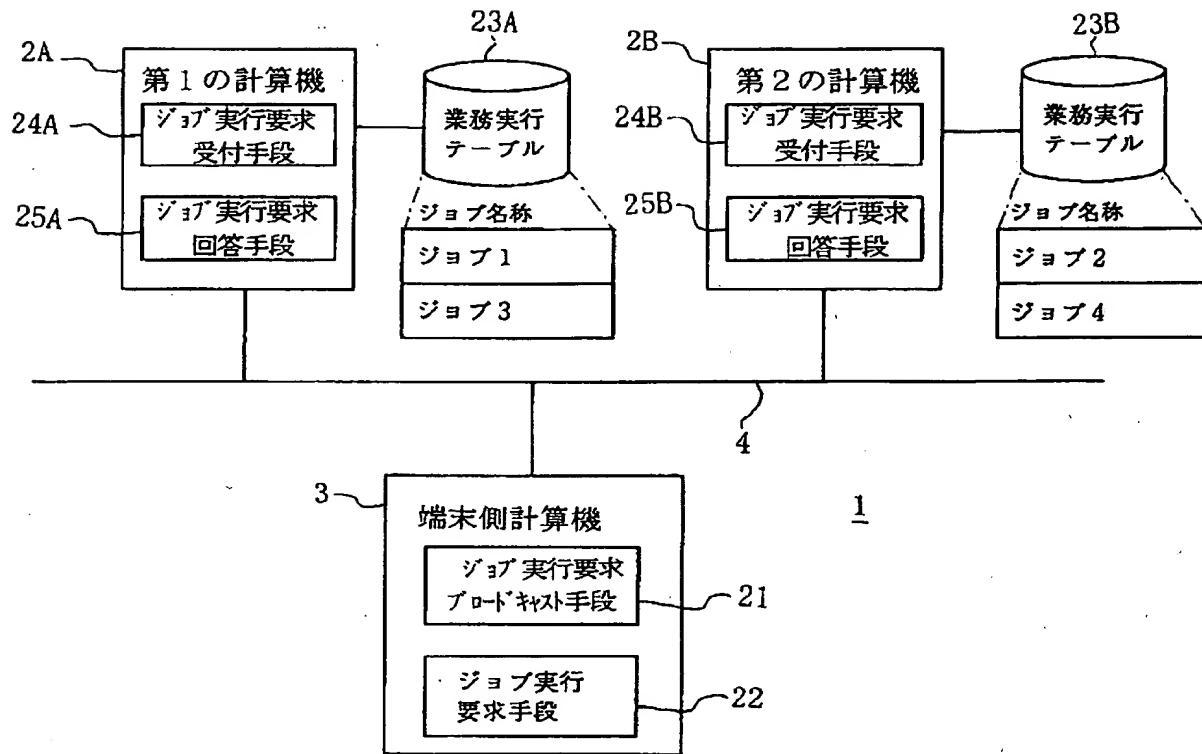 2A
第1の計算機
24A
ジョブ実行要求
受付手段
25A
ジョブ実行要求
回答手段
23A
業務実行
テーブル
ジョブ名称
ジョブ1
ジョブ3
2B
第2の計算機
24B
ジョブ実行要求
受付手段
25B
ジョブ実行要求
回答手段
23B
業務実行
テーブル
ジョブ名称
ジョブ2
ジョブ4
4
1
3
端末側計算機
ジョブ実行要求
ブロードキャスト手段
21
ジョブ実行
要求手段
22